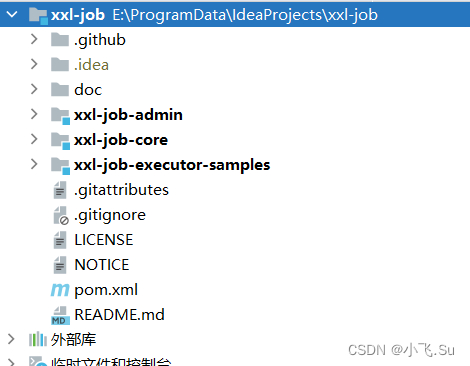 xxl-job E:\ProgramData\IdeaProjects\xxl-job
.github
.idea
doc
xxl-job-admin
xxl-job-core
xxl-job-executor-samples
.gitattributes
.gitignore
LICENSE
NOTICE
m pom.xml
MD README.md
外部库
临时文件和控制台
CSDN @小飞.Su